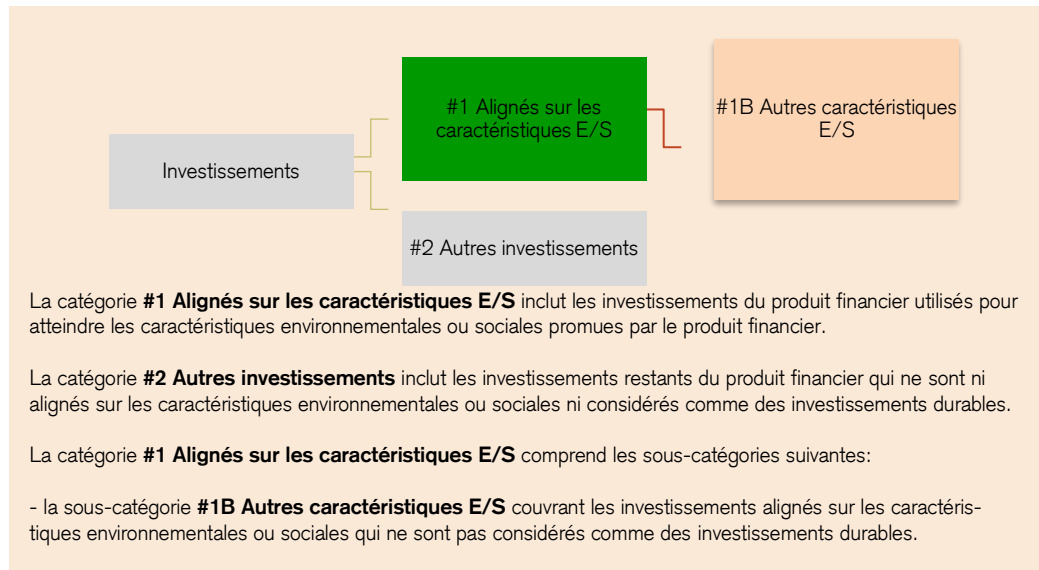 #1 Alignés sur les
caractéristiques E/S
#1B Autres caractéristiques
E/S
Investissements
#2 Autres investissements
La catégorie #1 Alignés sur les caractéristiques E/S inclut les investissements du produit financier utilisés pour
atteindre les caractéristiques environnementales ou sociales promues par le produit financier.
La catégorie #2 Autres investissements inclut les investissements restants du produit financier qui ne sont ni
alignés sur les caractéristiques environnementales ou sociales ni considérés comme des investissements durables.
La catégorie #1 Alignés sur les caractéristiques E/S comprend les sous-catégories suivantes:
- la sous-catégorie #1B Autres caractéristiques E/S couvrant les investissements alignés sur les caractéris-
tiques environnementales ou sociales qui ne sont pas considérés comme des investissements durables.